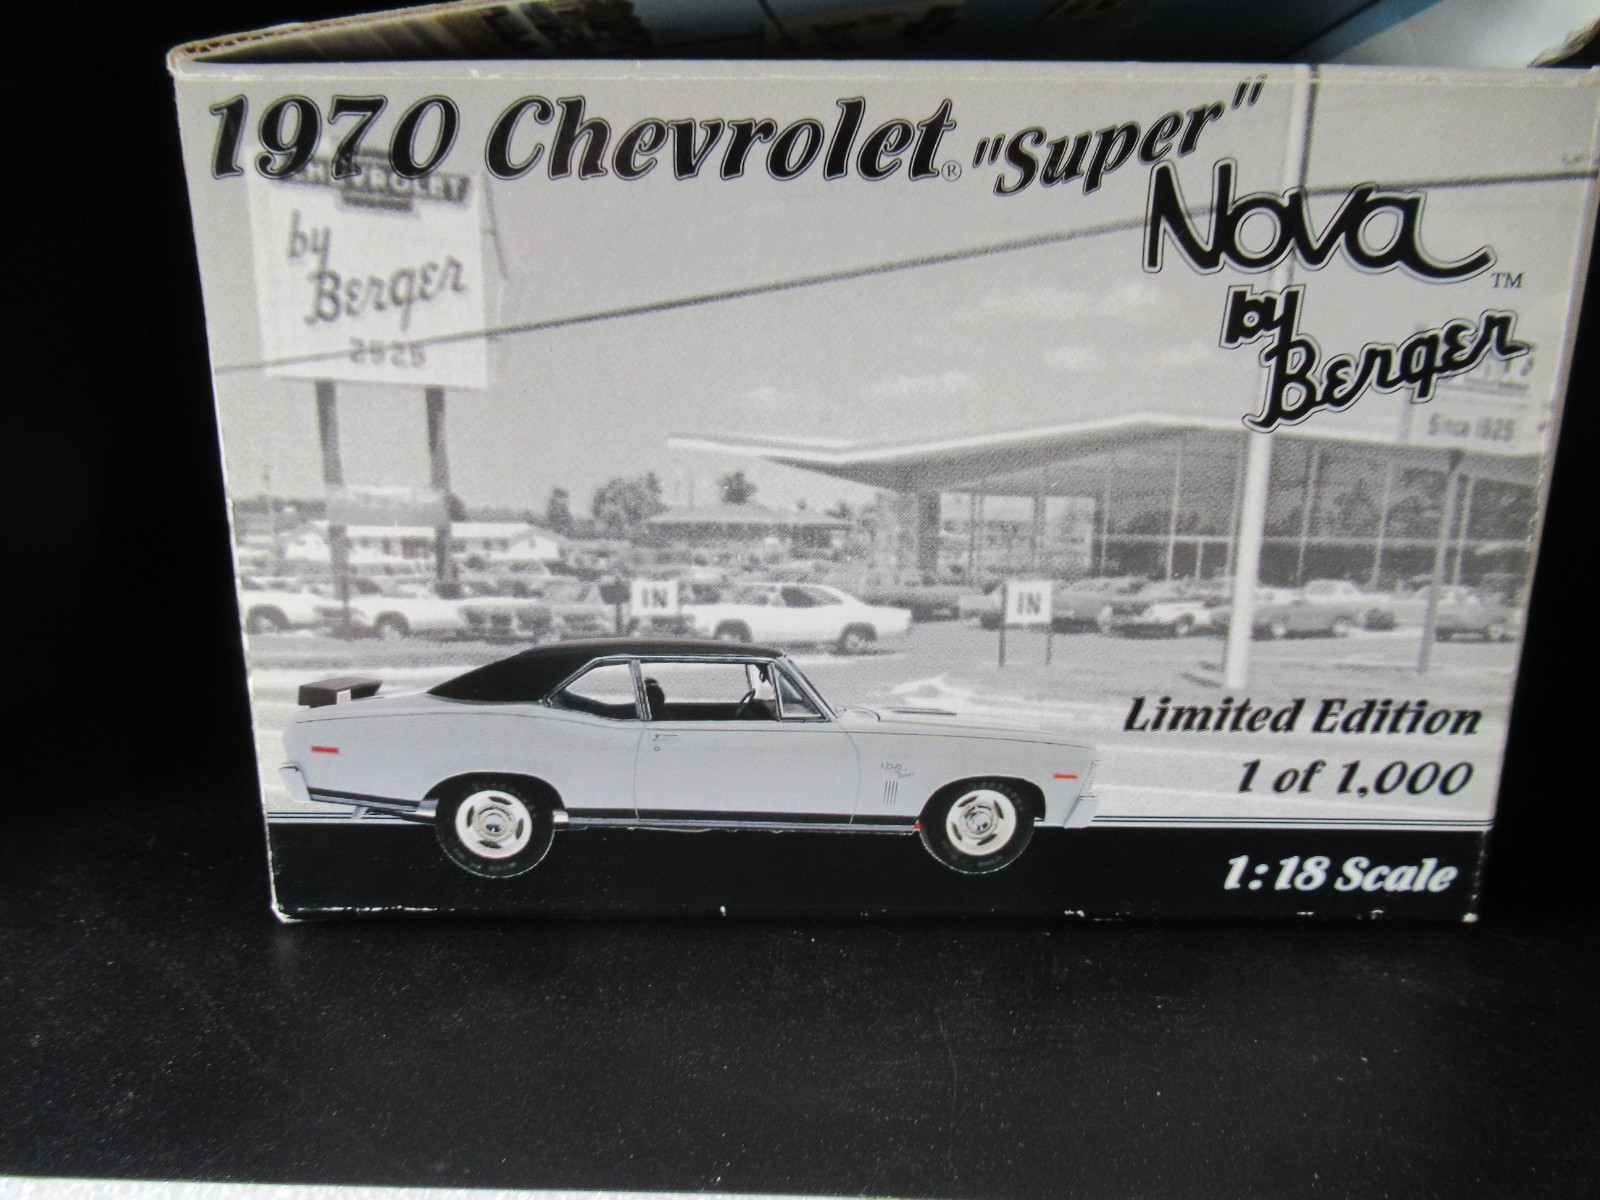 1970 Chevrolet® "Super"
Nova™
by
Berger
CHEVROLET
by
Berger
2525
Since 1925
IN
IN
Limited Edition
1 of 1,000
1:18 Scale